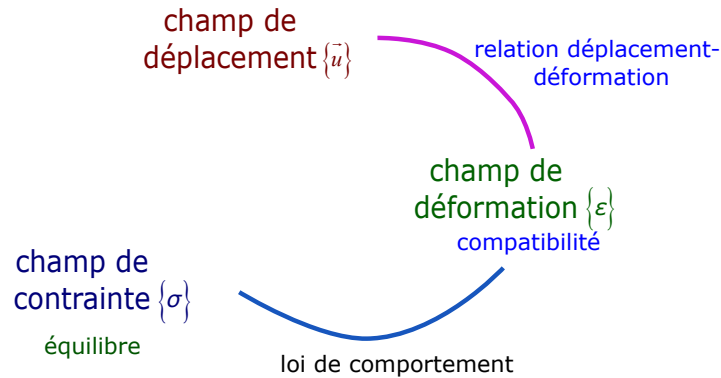 champ de
déplacement {u⃗}
relation déplacement-
déformation
champ de
déformation {ε}
compatibilité
champ de
contrainte {σ}
équilibre
loi de comportement